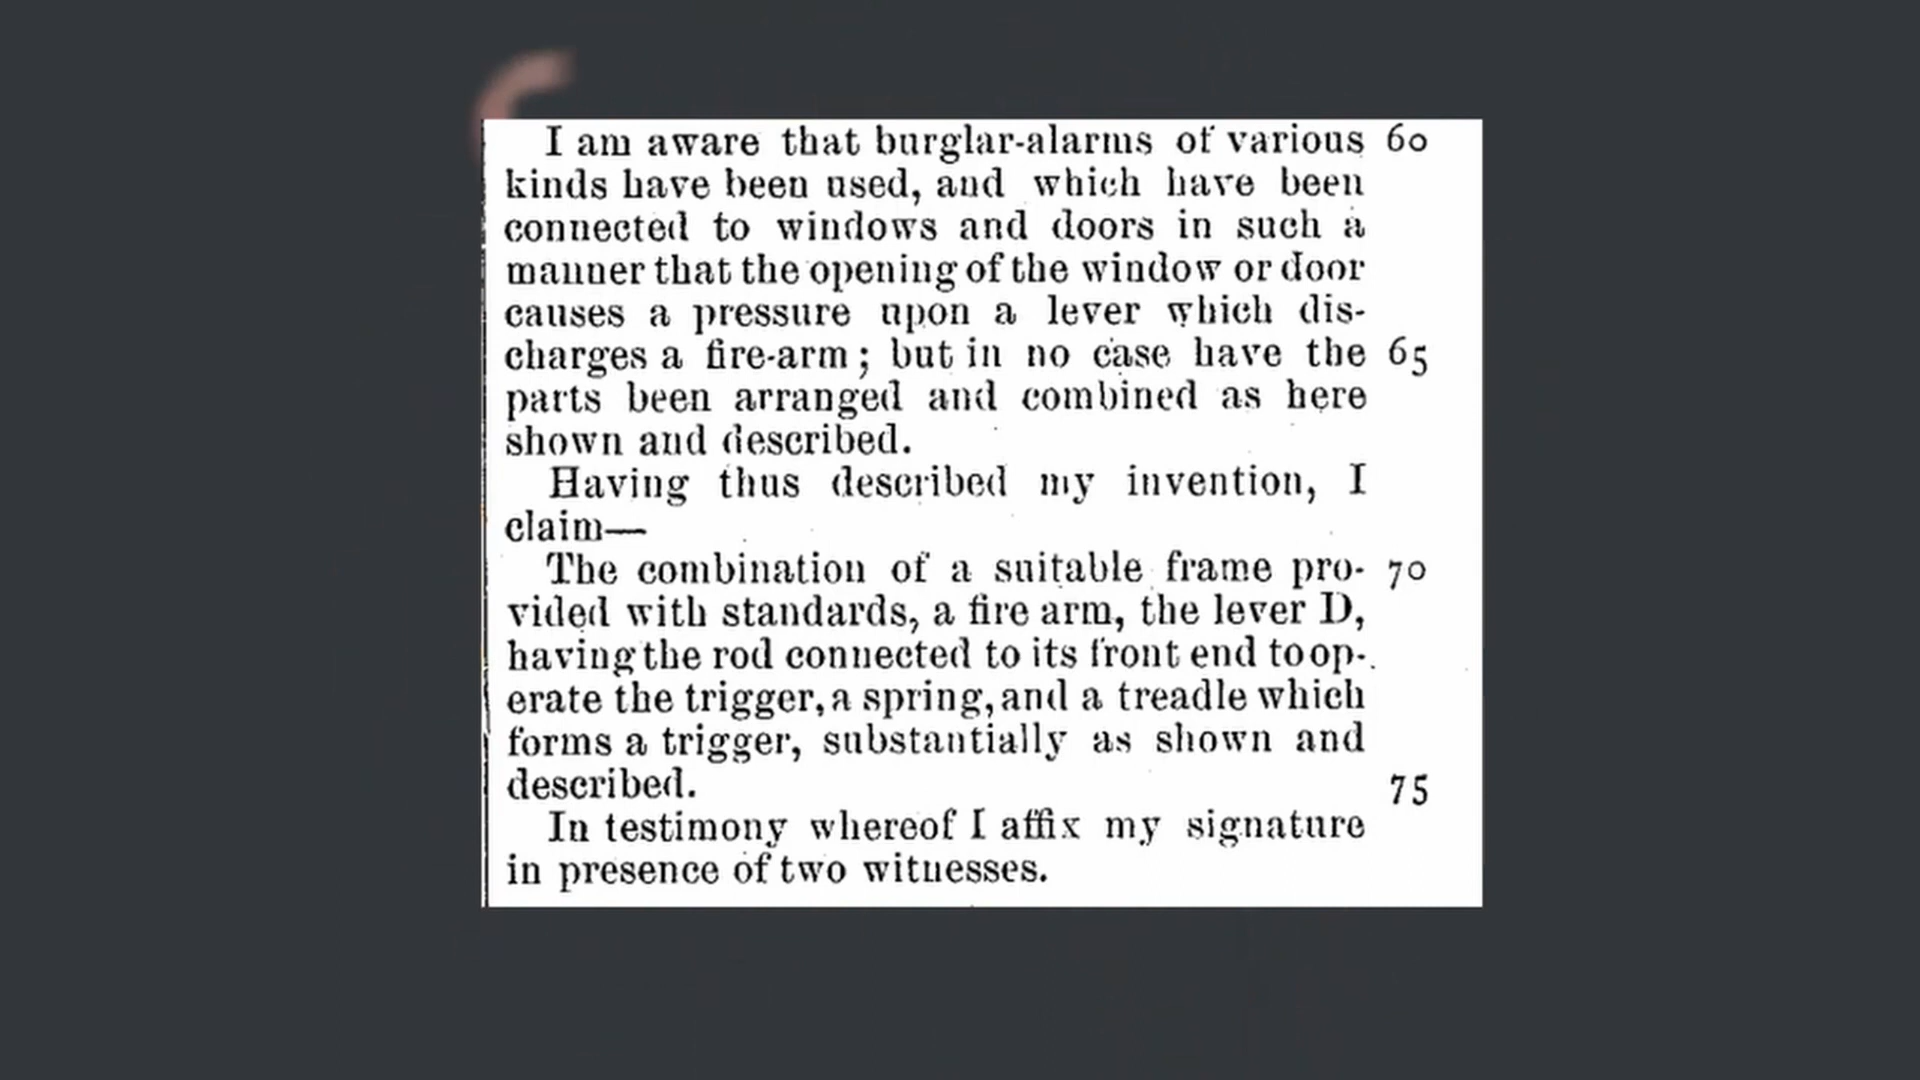 I am aware that burglar-alarms of various 60
kinds have been used, and which have been
connected to windows and doors in such a
manner that the opening of the window or door
causes a pressure upon a lever which dis-
charges a fire-arm; but in no case have the 65
parts been arranged and combined as here
shown and described.
Having thus described my invention, I
claim—
The combination of a suitable frame pro- 70
vided with standards, a fire arm, the lever D,
having the rod connected to its front end to op-
erate the trigger, a spring, and a treadle which
forms a trigger, substantially as shown and
described. 75
In testimony whereof I affix my signature
in presence of two witnesses.